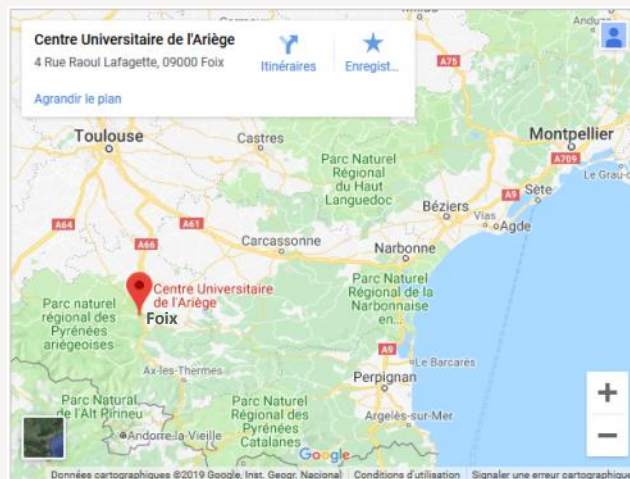 Centre Universitaire de l'Ariège
4 Rue Raoul Lafagette, 09000 Foix
Itinéraires
Enregist...
Agrandir le plan
A75
Toulouse
Castres
Montpellier
A709
Le Grau-d
Parc Naturel
Régional
du Haut
Languedoc
A9
Sète
Béziers
Vias
Agde
A64
A61
A66
Carcassonne
Narbonne
Centre Universitaire
de l'Ariège
Foix
Parc naturel
régional des
Pyrénées
ariégeoises
Parc Naturel
Régional de la
Narbonnaise
en...
A9
Le Barcarès
Ax-les-Thermes
Perpignan
Parc Natural
de l'Alt Pirineu
Parc Naturel
Régional des
Pyrénées
Catalanes
Argelès-sur-Mer
Andorre-la-Vieille
Google
Données cartographiques ©2019 Google, Inst. Geogr. Nacional Conditions d'utilisation Signaler une erreur cartographique